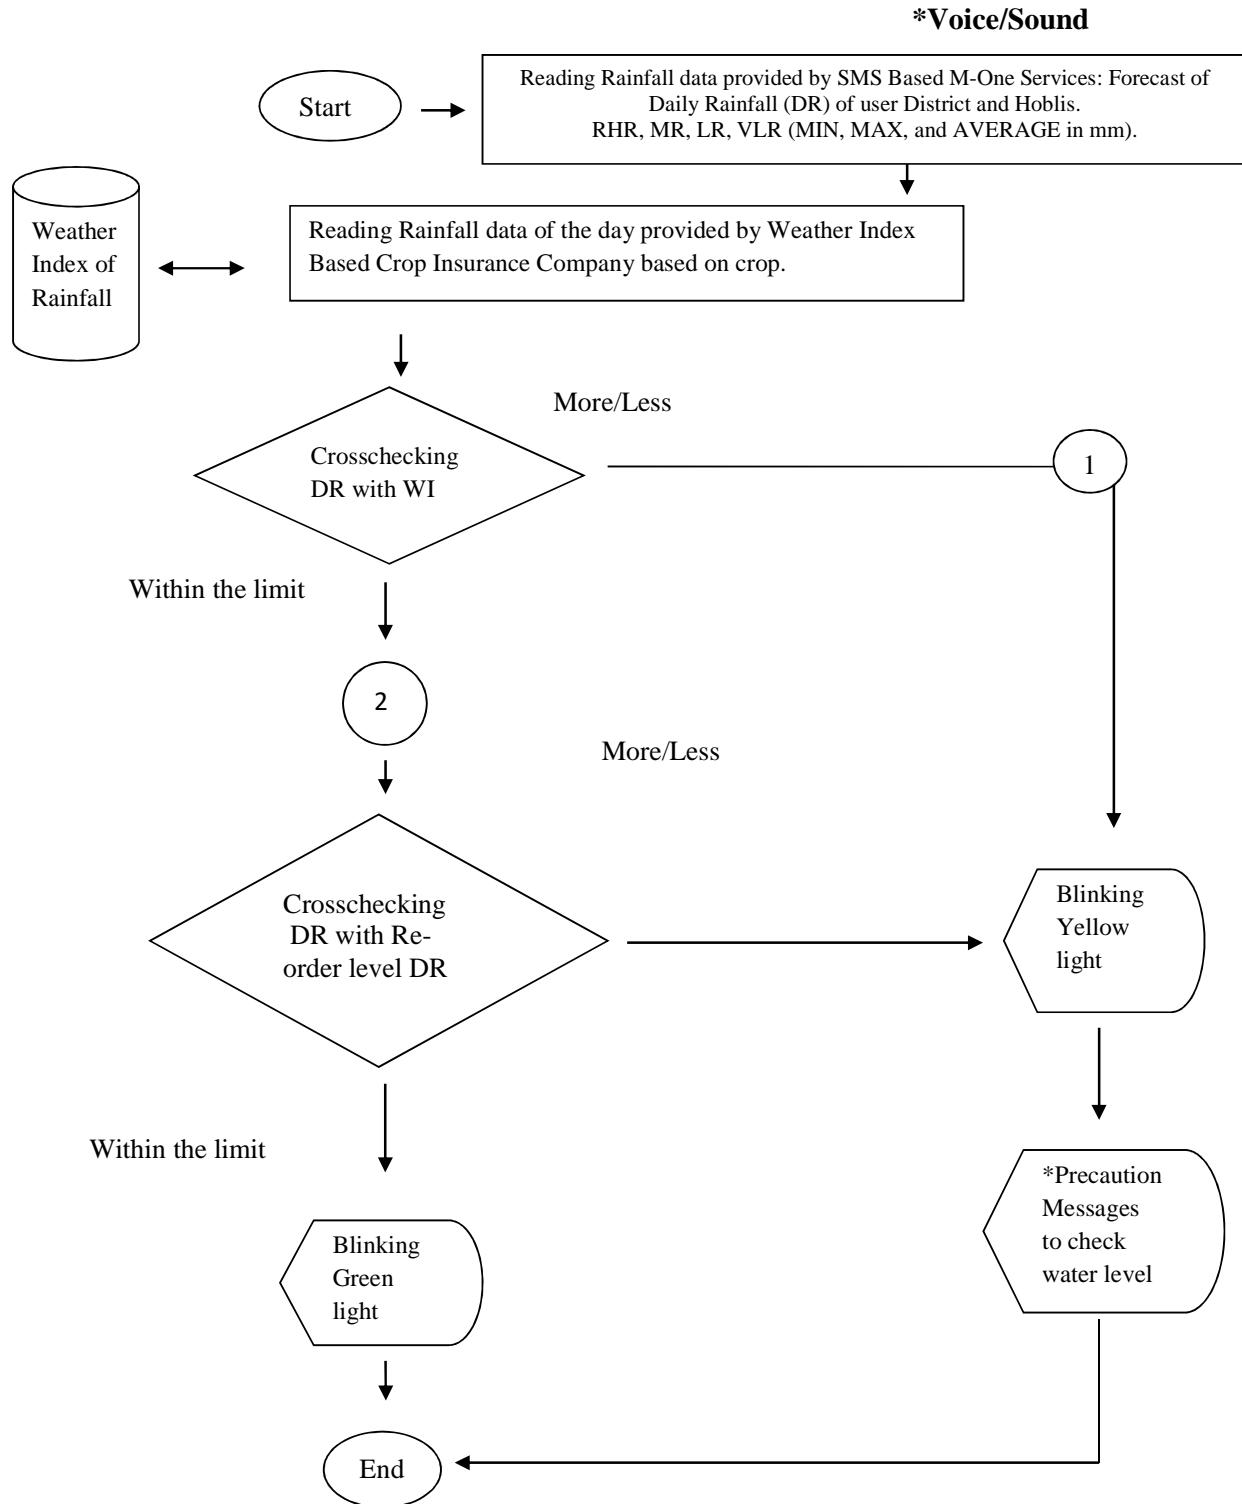 *Voice/Sound
Start
Reading Rainfall data provided by SMS Based M-One Services: Forecast of
Daily Rainfall (DR) of user District and Hoblis.
RHR, MR, LR, VLR (MIN, MAX, and AVERAGE in mm).
Weather
Index of
Rainfall
Reading Rainfall data of the day provided by Weather Index
Based Crop Insurance Company based on crop.
More/Less
Crosschecking
DR with WI
1
Within the limit
2
More/Less
Crosschecking
DR with Re-
order level DR
Blinking
Yellow
light
Within the limit
*Precaution
Messages
to check
water level
Blinking
Green
light
End